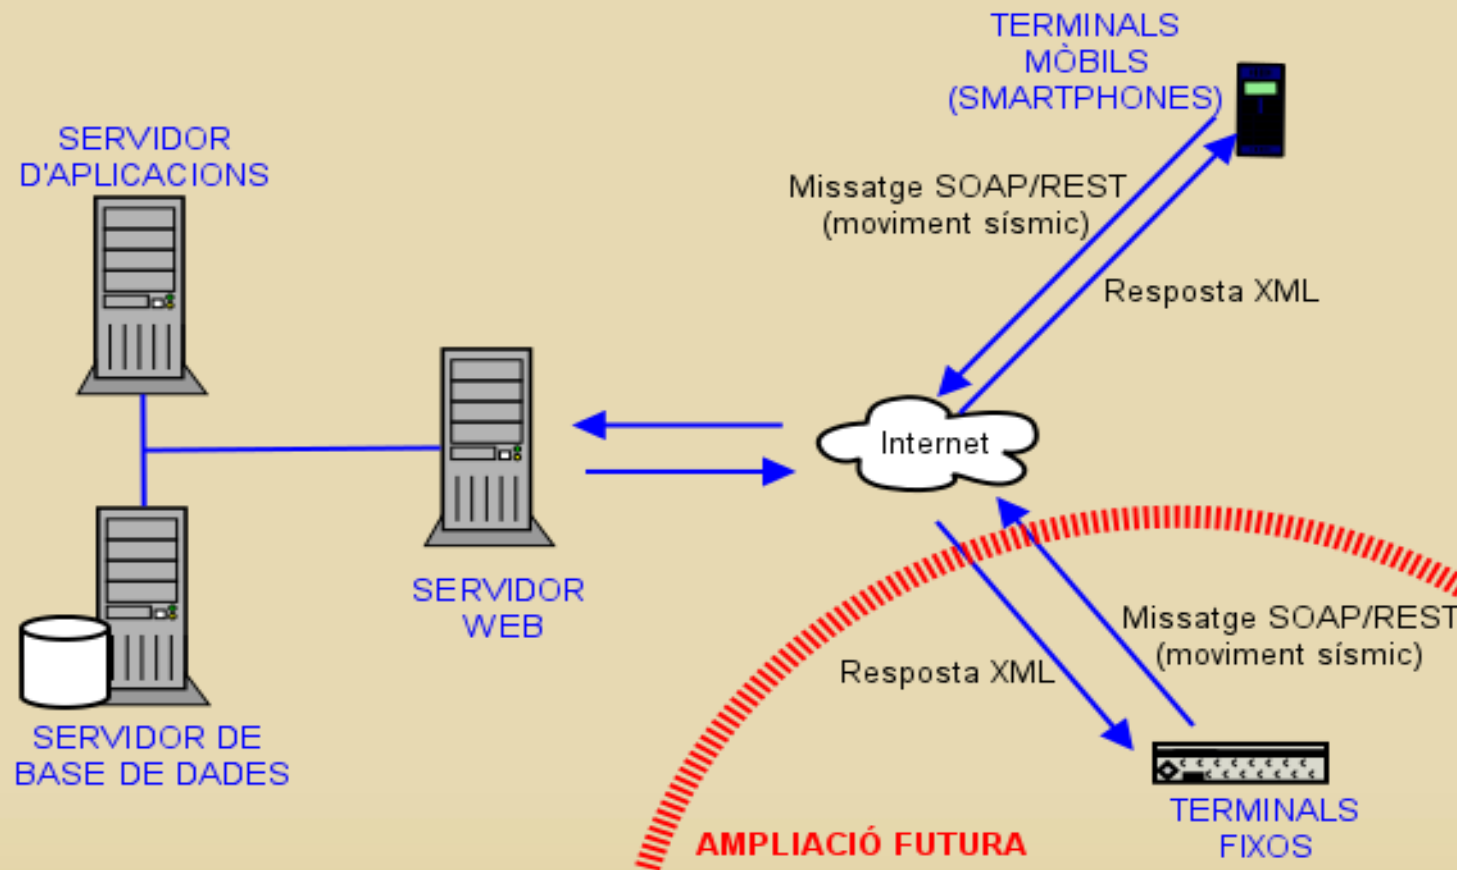 TERMINALS
MÒBILS
(SMARTPHONES)
SERVIDOR
D'APLICACIONS
Missatge SOAP/REST
(moviment sísmic)
Resposta XML
Internet
SERVIDOR
WEB
Missatge SOAP/REST
(moviment sísmic)
Resposta XML
SERVIDOR DE
BASE DE DADES
TERMINALS
FIXOS
AMPLIACIÓ FUTURA